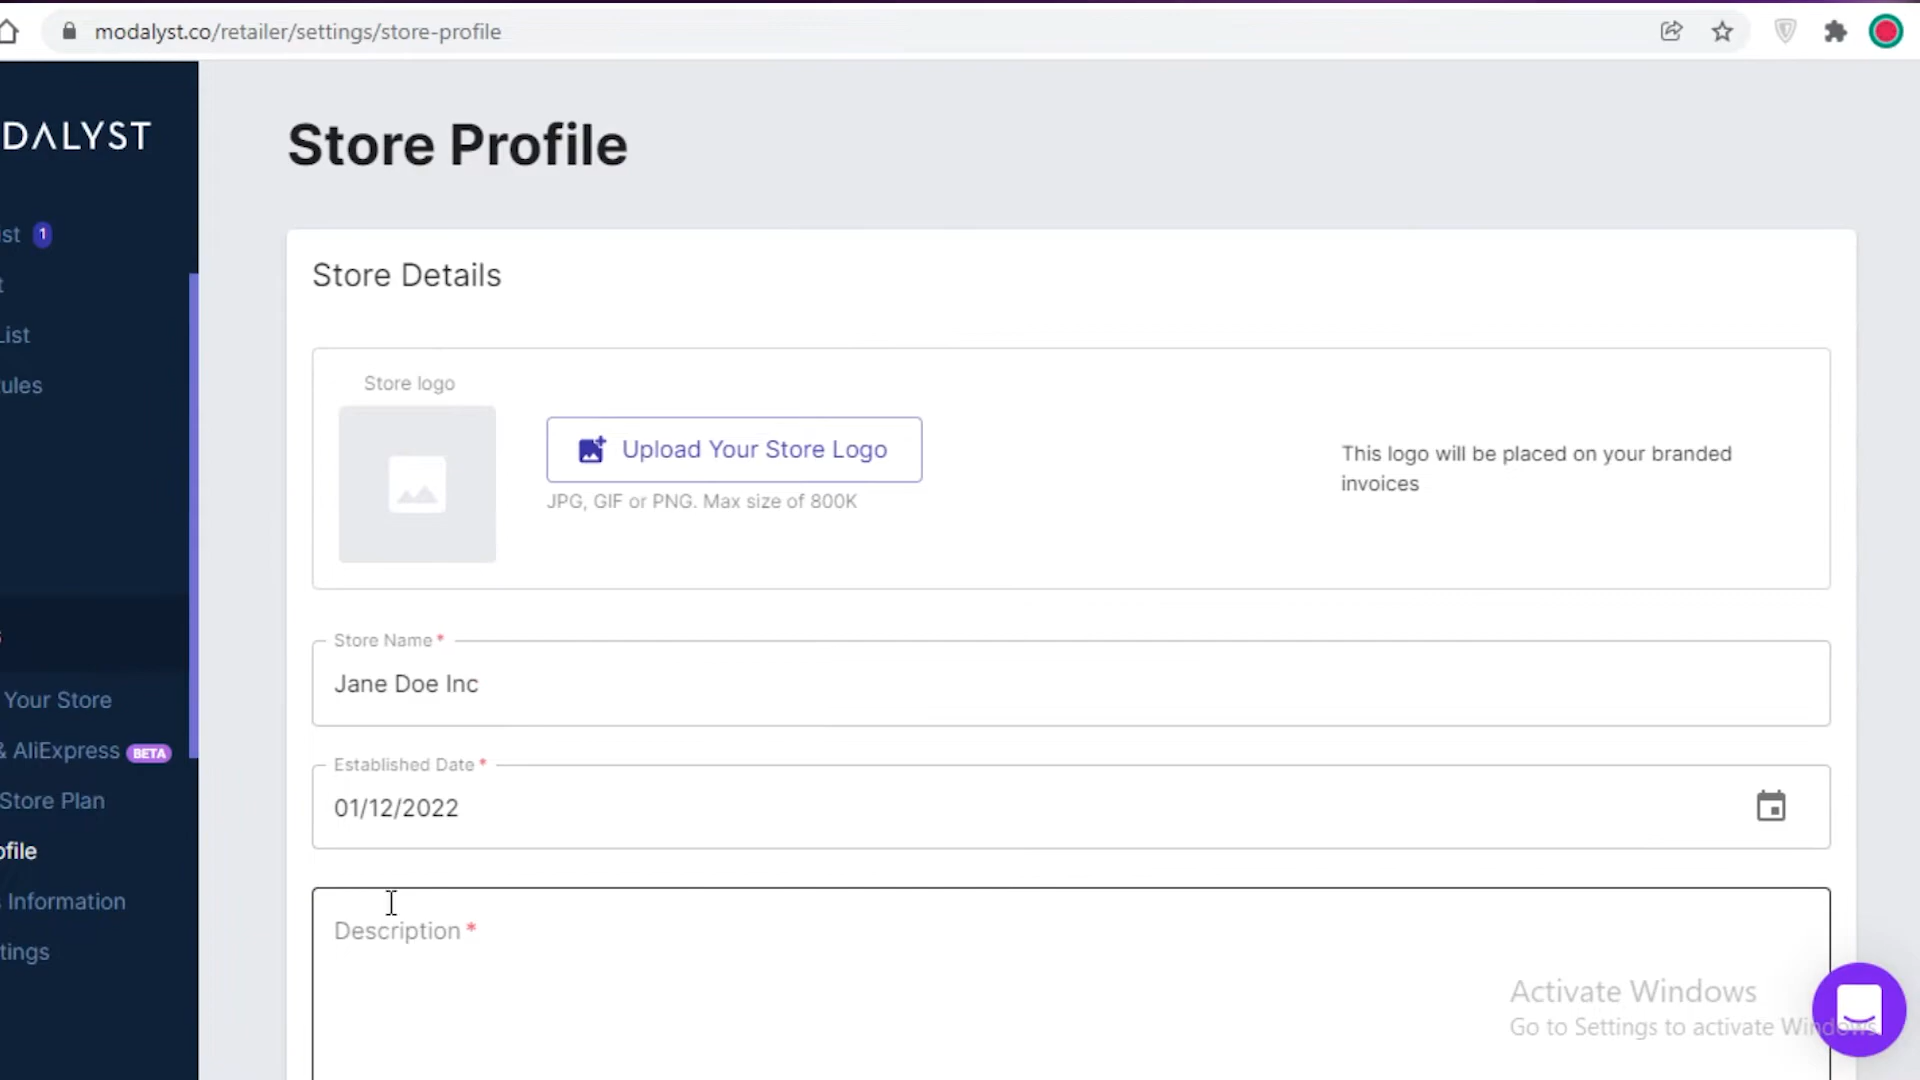 modalyst.co/retailer/settings/store-profile
DALYST
Store Profile
ist 1
t
List
ules
Store Details
Store logo
Upload Your Store Logo
JPG, GIF or PNG. Max size of 800K
This logo will be placed on your branded
invoices
Store Name *
Jane Doe Inc
Your Store
& AliExpress BETA
Store Plan
ofile
Information
tings
Established Date *
01/12/2022
Description *
Activate Windows
Go to Settings to activate Windows.